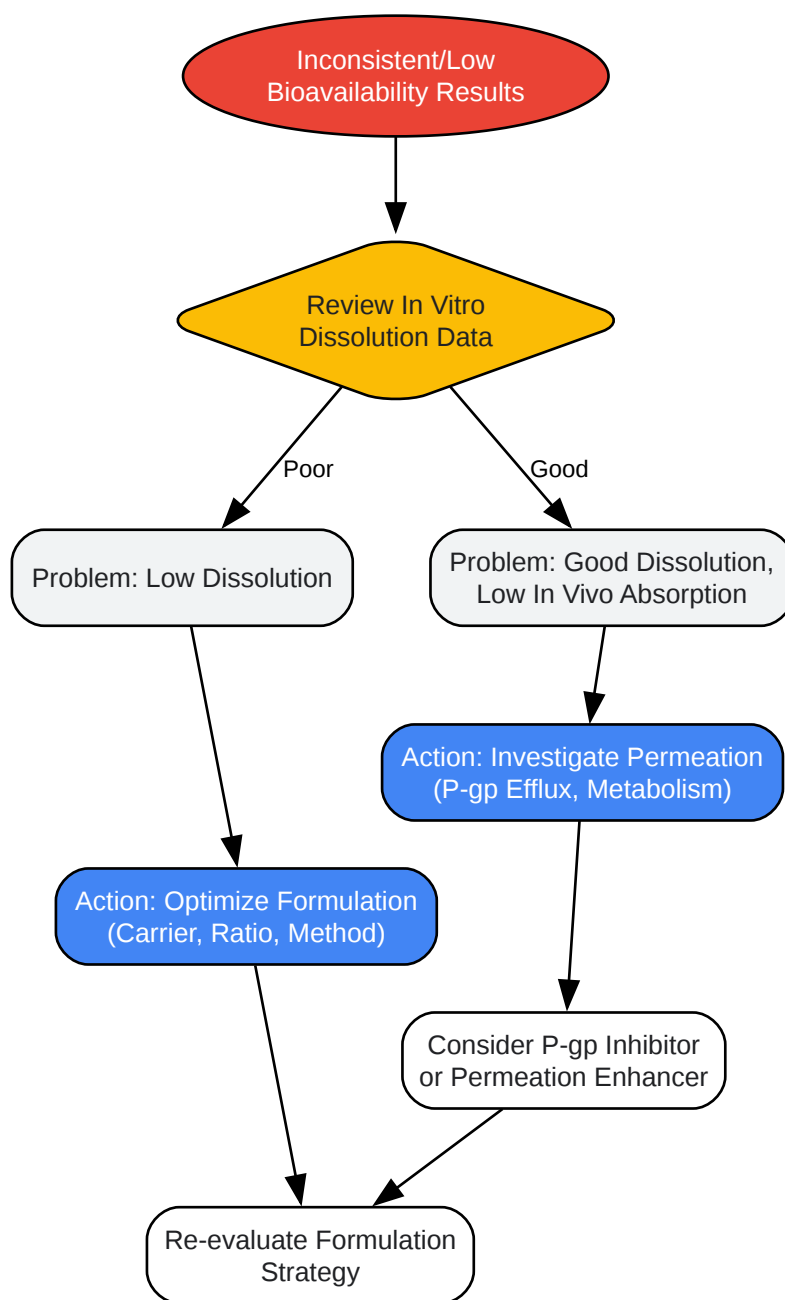 Inconsistent/Low
Bioavailability Results
Review In Vitro
Dissolution Data
Poor
Good
Problem: Low Dissolution
Problem: Good Dissolution,
Low In Vivo Absorption
Action: Investigate Permeation
(P-gp Efflux, Metabolism)
Action: Optimize Formulation
(Carrier, Ratio, Method)
Consider P-gp Inhibitor
or Permeation Enhancer
Re-evaluate Formulation
Strategy